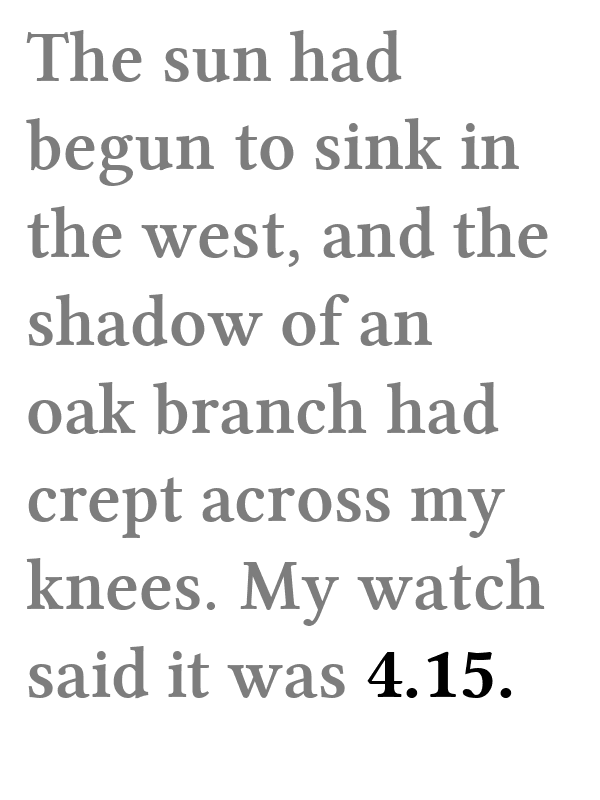 The sun had
begun to sink in
the west, and the
shadow of an
oak branch had
crept across my
knees. My watch
said it was 4.15.